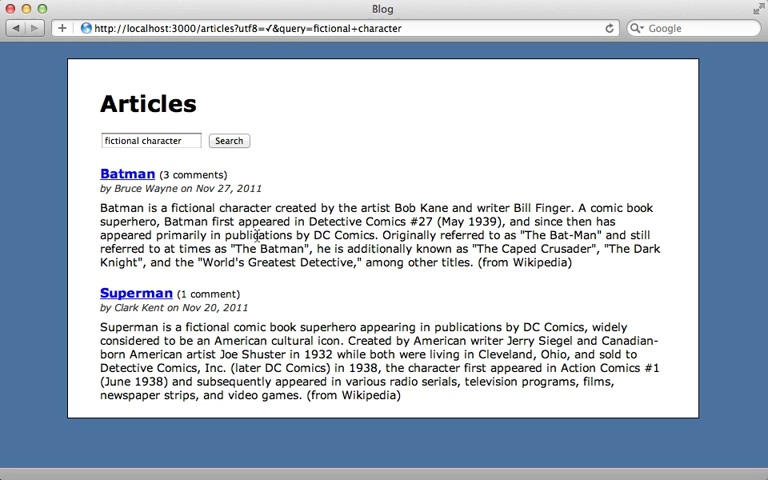 Blog
http://localhost:3000/articles?utf8=✓&query=fictional+character
Google
Articles
fictional character
Search
Batman (3 comments)
by Bruce Wayne on Nov 27, 2011
Batman is a fictional character created by the artist Bob Kane and writer Bill Finger. A comic book
superhero, Batman first appeared in Detective Comics #27 (May 1939), and since then has
appeared primarily in publications by DC Comics. Originally referred to as "The Bat-Man" and still
referred to at times as "The Batman", he is additionally known as "The Caped Crusader", "The Dark
Knight", and the "World's Greatest Detective," among other titles. (from Wikipedia)
Superman (1 comment)
by Clark Kent on Nov 20, 2011
Superman is a fictional comic book superhero appearing in publications by DC Comics, widely
considered to be an American cultural icon. Created by American writer Jerry Siegel and Canadian-
born American artist Joe Shuster in 1932 while both were living in Cleveland, Ohio, and sold to
Detective Comics, Inc. (later DC Comics) in 1938, the character first appeared in Action Comics #1
(June 1938) and subsequently appeared in various radio serials, television programs, films,
newspaper strips, and video games. (from Wikipedia)